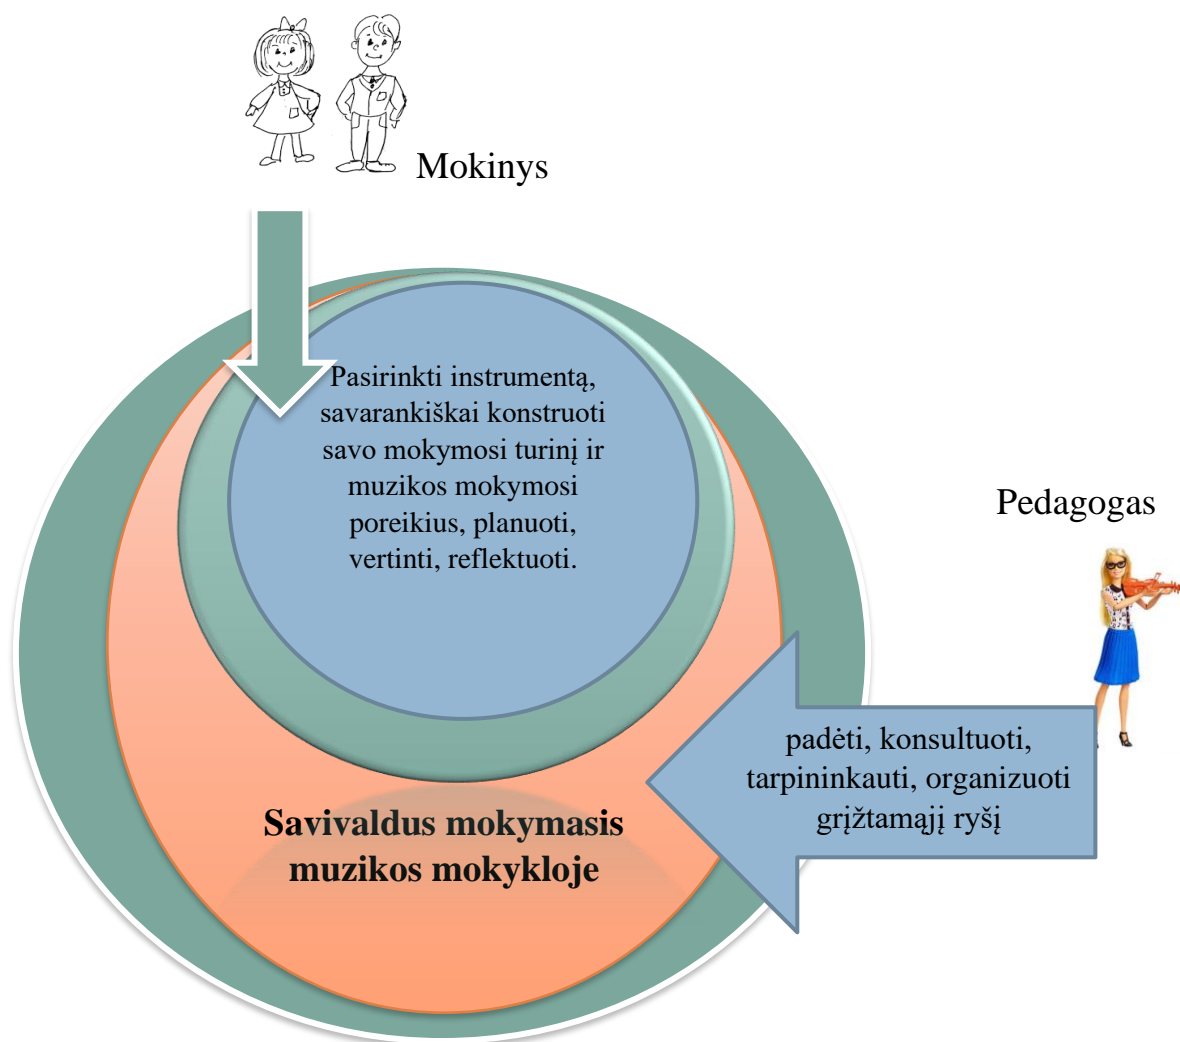 Mokinys
Pasirinkti instrumentą,
savarankiškai konstruoti
savo mokymosi turinį ir
muzikos mokymosi
poreikius, planuoti,
vertinti, reflektuoti.
Pedagogas
padėti, konsultuoti,
tarpininkauti, organizuoti
grįžtamąjį ryšį
Savivaldus mokymasis
muzikos mokykloje